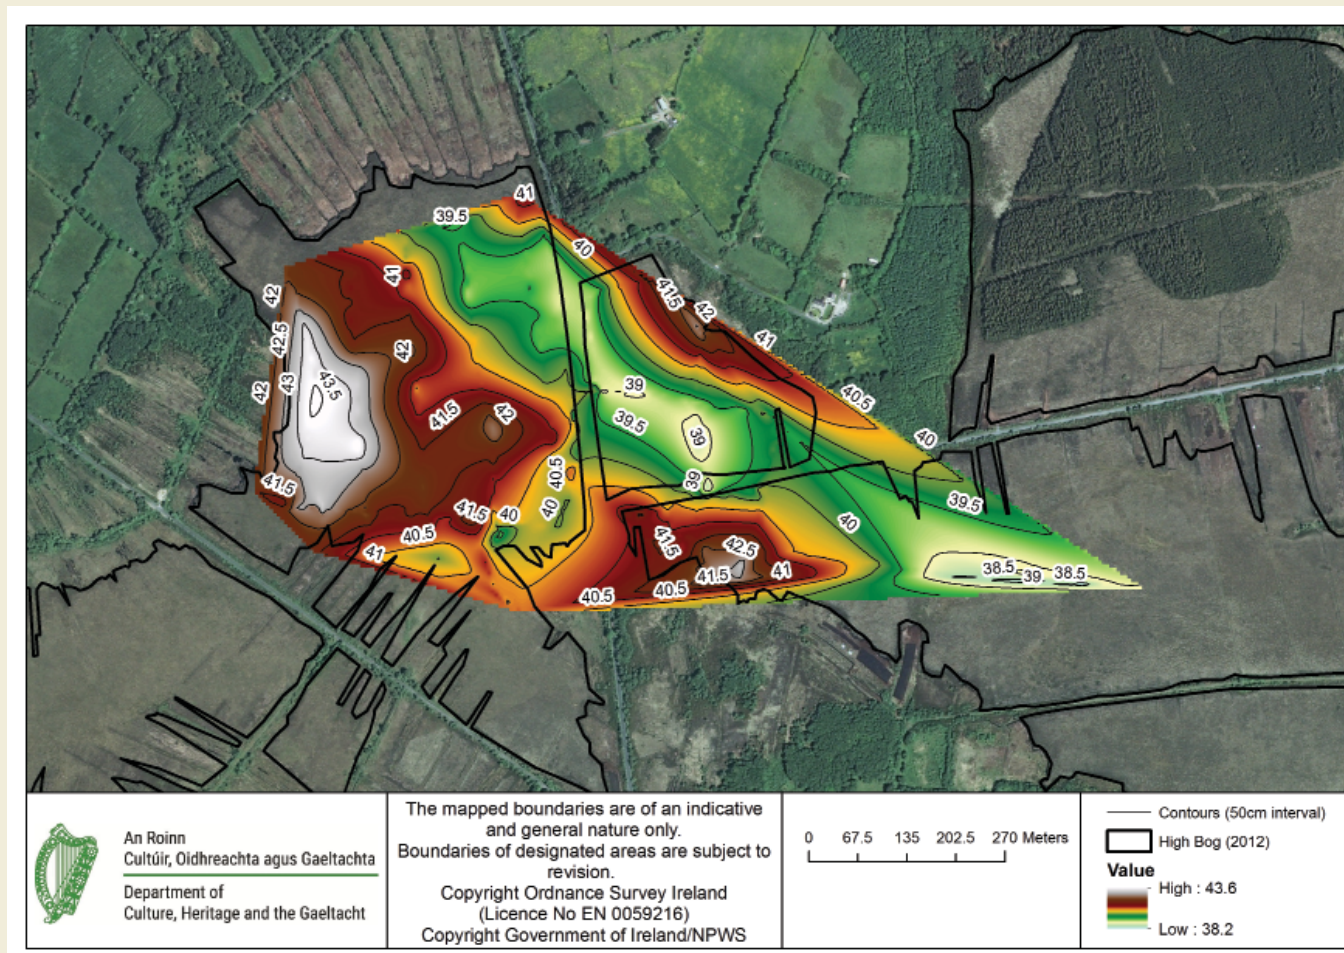 41
39.5
40
41
42
41.5
42
41
42.5
42
42
43
43.5
39
40.5
41.5
42
39.5
39
40
40.5
39
41.5
40
39.5
41.5
40
40
40.5
41
41.5
42.5
41.5
41
40.5
40.5
38.5
39
38.5
An Roinn
Cultúir, Oidhreachta agus Gaeltachta
Department of
Culture, Heritage and the Gaeltacht
The mapped boundaries are of an indicative
and general nature only.
Boundaries of designated areas are subject to
revision.
Copyright Ordnance Survey Ireland
(Licence No EN 0059216)
Copyright Government of Ireland/NPWS
0 67.5 135 202.5 270 Meters
Contours (50cm interval)
High Bog (2012)
Value
High : 43.6
Low : 38.2